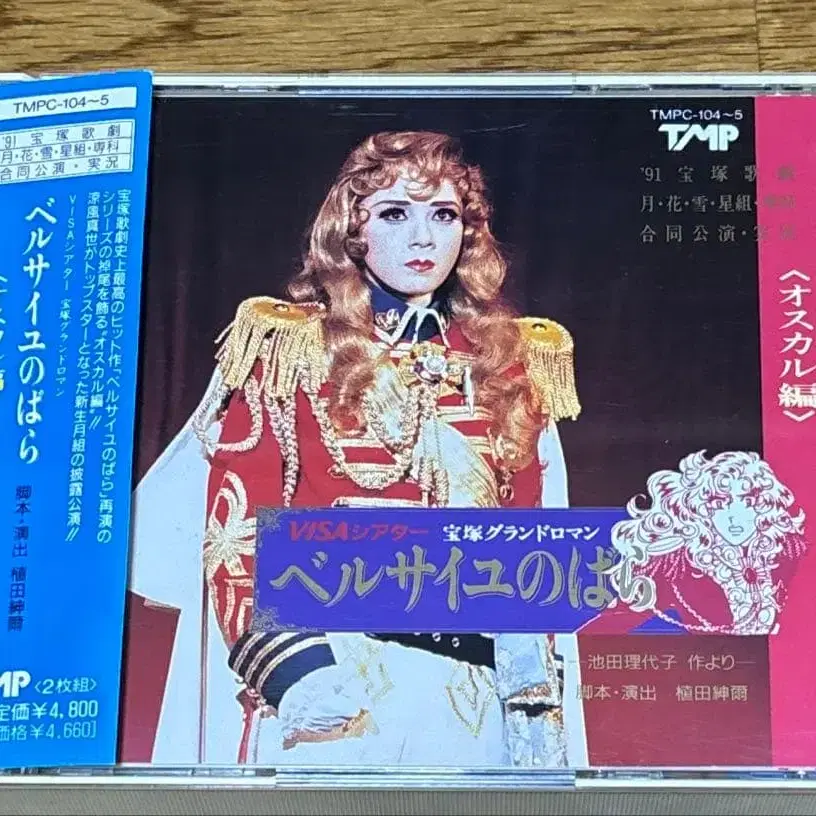 TMPC-104~5
'91 宝塚歌劇
月・花・雪・星組・専科
合同公演・実況
宝塚歌劇史上最高のヒット作「ベルサイユのばら」再演の
シリーズの掉尾を飾る“オスカル編”!!
涼風真世がトップスターとなった新生月組の披露公演!!
VISAシアター 宝塚グランドロマン
ベルサイユのばら
脚本・演出 植田紳爾
〈2枚組〉
定価¥4,800
価格¥4,660]
TMPC-104~5
TMP
'91 宝塚歌劇
月・花・雪・星組・専科
合同公演・実況
〈オスカル編〉
VISAシアター 宝塚グランドロマン
ベルサイユのばら
―池田理代子 作より―
脚本・演出 植田紳爾